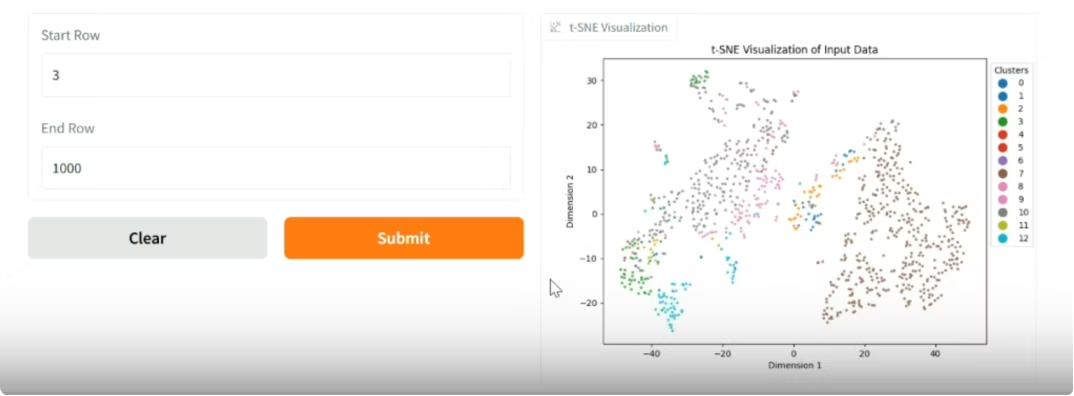 Start Row
3
End Row
1000
Clear
Submit
t-SNE Visualization
t-SNE Visualization of Input Data
30
20
10
0
−10
−20
Dimension 2
−40
−20
0
20
40
Dimension 1
Clusters
0
1
2
3
4
5
6
7
8
9
10
11
12